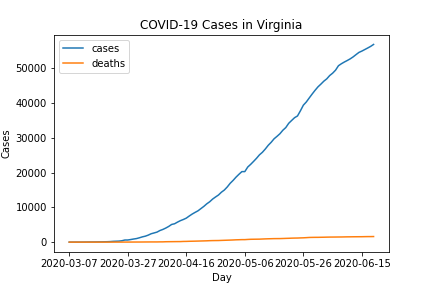 COVID-19 Cases in Virginia
cases
deaths
50000
40000
30000
20000
10000
0
Cases
2020-03-07 2020-03-27 2020-04-16 2020-05-06 2020-05-26 2020-06-15
Day